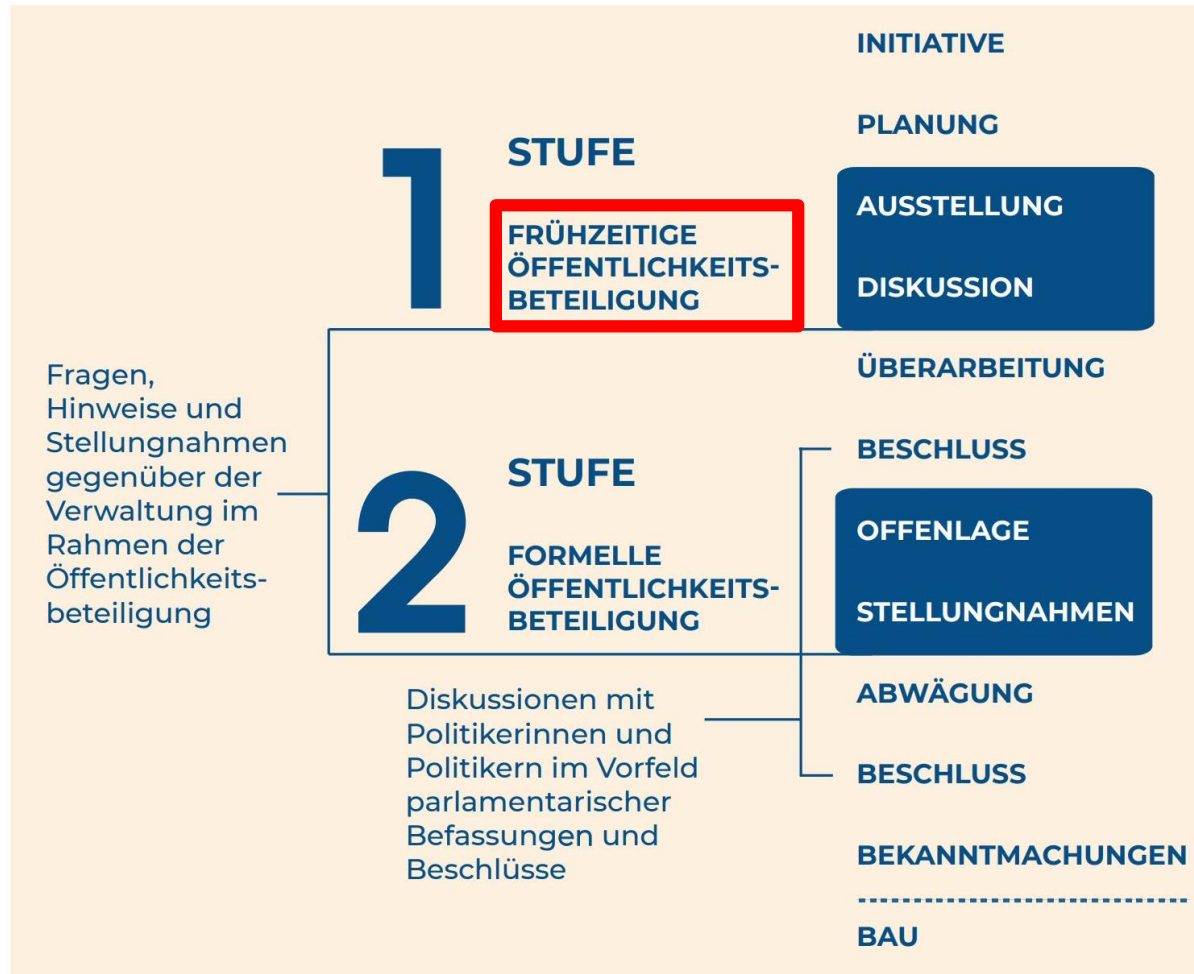 INITIATIVE
PLANUNG
1
STUFE
FRÜHZEITIGE
ÖFFENTLICHKEITS-
BETEILIGUNG
AUSSTELLUNG
DISKUSSION
ÜBERARBEITUNG
Fragen,
Hinweise und
Stellungnahmen
gegenüber der
Verwaltung im
Rahmen der
Öffentlichkeits-
beteiligung
2
STUFE
FORMELLE
ÖFFENTLICHKEITS-
BETEILIGUNG
BESCHLUSS
OFFENLAGE
STELLUNGNAHMEN
Diskussionen mit
Politikerinnen und
Politikern im Vorfeld
parlamentarischer
Befassungen und
Beschlüsse
ABWÄGUNG
BESCHLUSS
BEKANNTMACHUNGEN
BAU